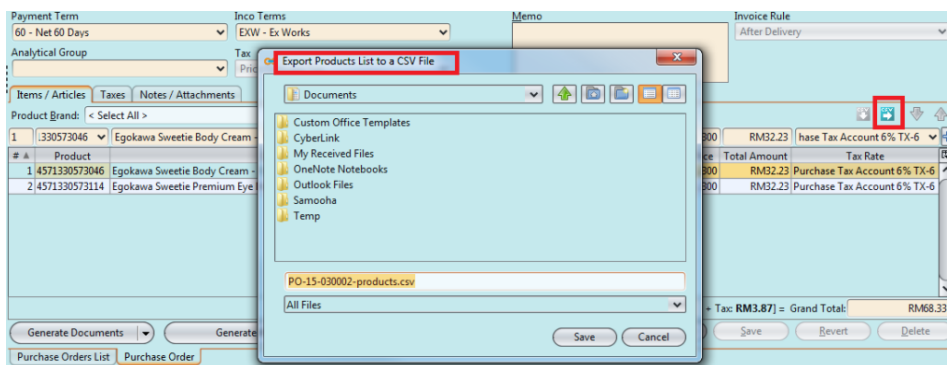 Payment Term Inco Terms Memo Invoice Rule
60 - Net 60 Days EXW - Ex Works After Delivery
Analytical Group Tax
Export Products List to a CSV File
Documents
Items / Articles Taxes Notes / Attachments
Product Brand: < Select All >
Custom Office Templates
CyberLink
My Received Files
OneNote Notebooks
Outlook Files
Samooha
Temp
1 .330573046 Egokawa Sweetie Body Cream - 300 RM32.23 hase Tax Account 6% TX-6
# Product Total Amount Tax Rate
1 4571330573046 Egokawa Sweetie Body Cream - 300 RM32.23 Purchase Tax Account 6% TX-6
2 4571330573114 Egokawa Sweetie Premium Eye 300 RM32.23 Purchase Tax Account 6% TX-6
PO-15-030002-products.csv
All Files
+ Tax: RM3.87] = Grand Total: RM68.33
Save Cancel
Generate Documents Generate Save Revert Delete
Purchase Orders List Purchase Order